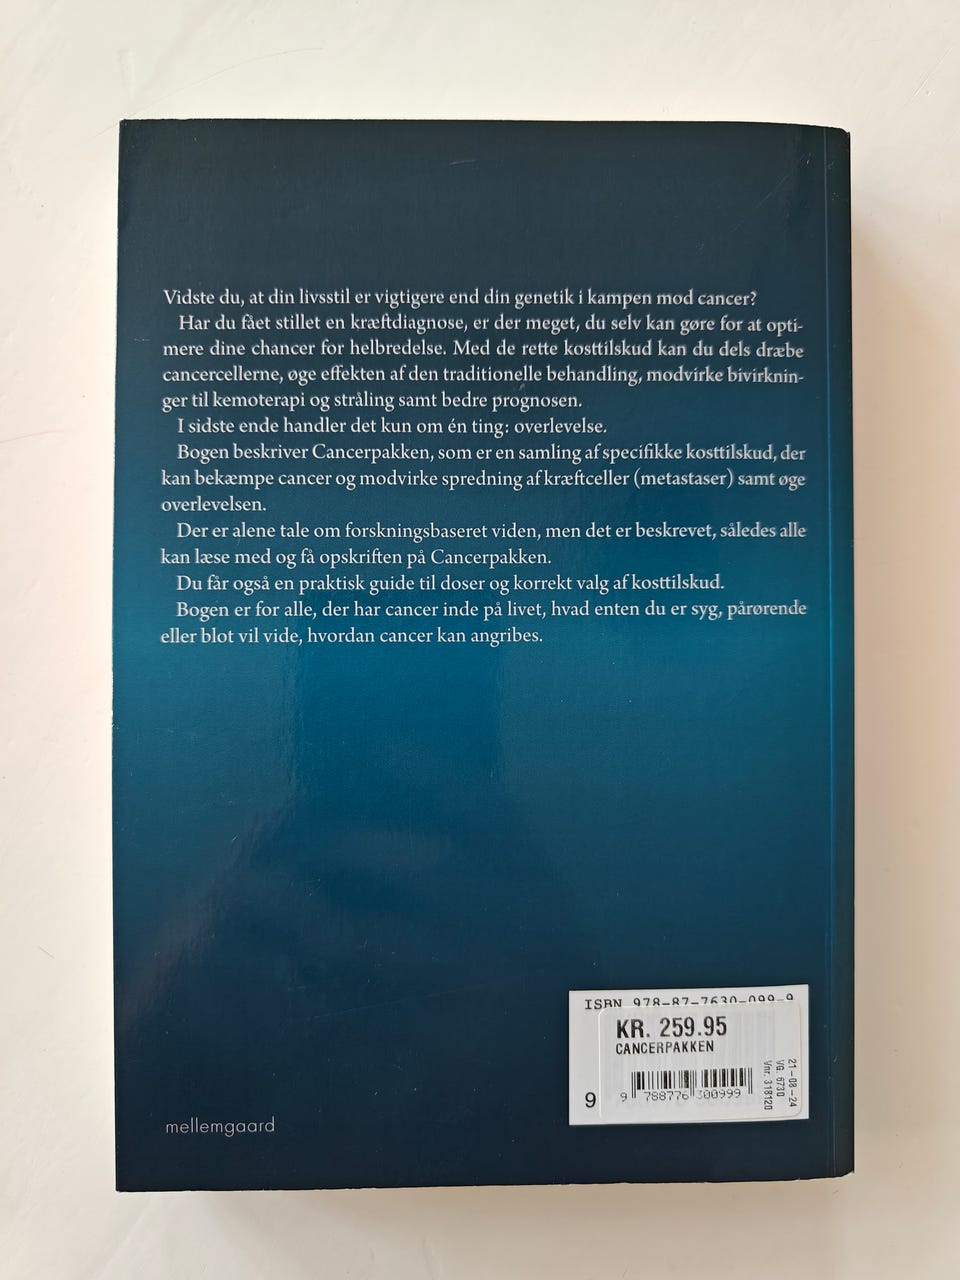 Vidste du, at din livsstil er vigtigere end din genetik i kampen mod cancer?
Har du fået stillet en kræftdiagnose, er der meget, du selv kan gøre for at opti-
mere dine chancer for helbredelse. Med de rette kosttilskud kan du dels dræbe
cancercellerne, øge effekten af den traditionelle behandling, modvirke bivirknin-
ger til kemoterapi og stråling samt bedre prognosen.
I sidste ende handler det kun om én ting: overlevelse.
Bogen beskriver Cancerpakken, som er en samling af specifikke kosttilskud, der
kan bekæmpe cancer og modvirke spredning af kræftceller (metastaser) samt øge
overlevelsen.
Der er alene tale om forskningsbaseret viden, men det er beskrevet, således alle
kan læse med og få opskriften på Cancerpakken.
Du får også en praktisk guide til doser og korrekt valg af kosttilskud.
Bogen er for alle, der har cancer inde på livet, hvad enten du er syg, pårørende
eller blot vil vide, hvordan cancer kan angribes.
ISBN 978-87-7630-099-9
KR. 259.95
CANCERPAKKEN
9 788776 300999
21-08-24
VG. 6730
Vnr. 318120
9
mellemgaard